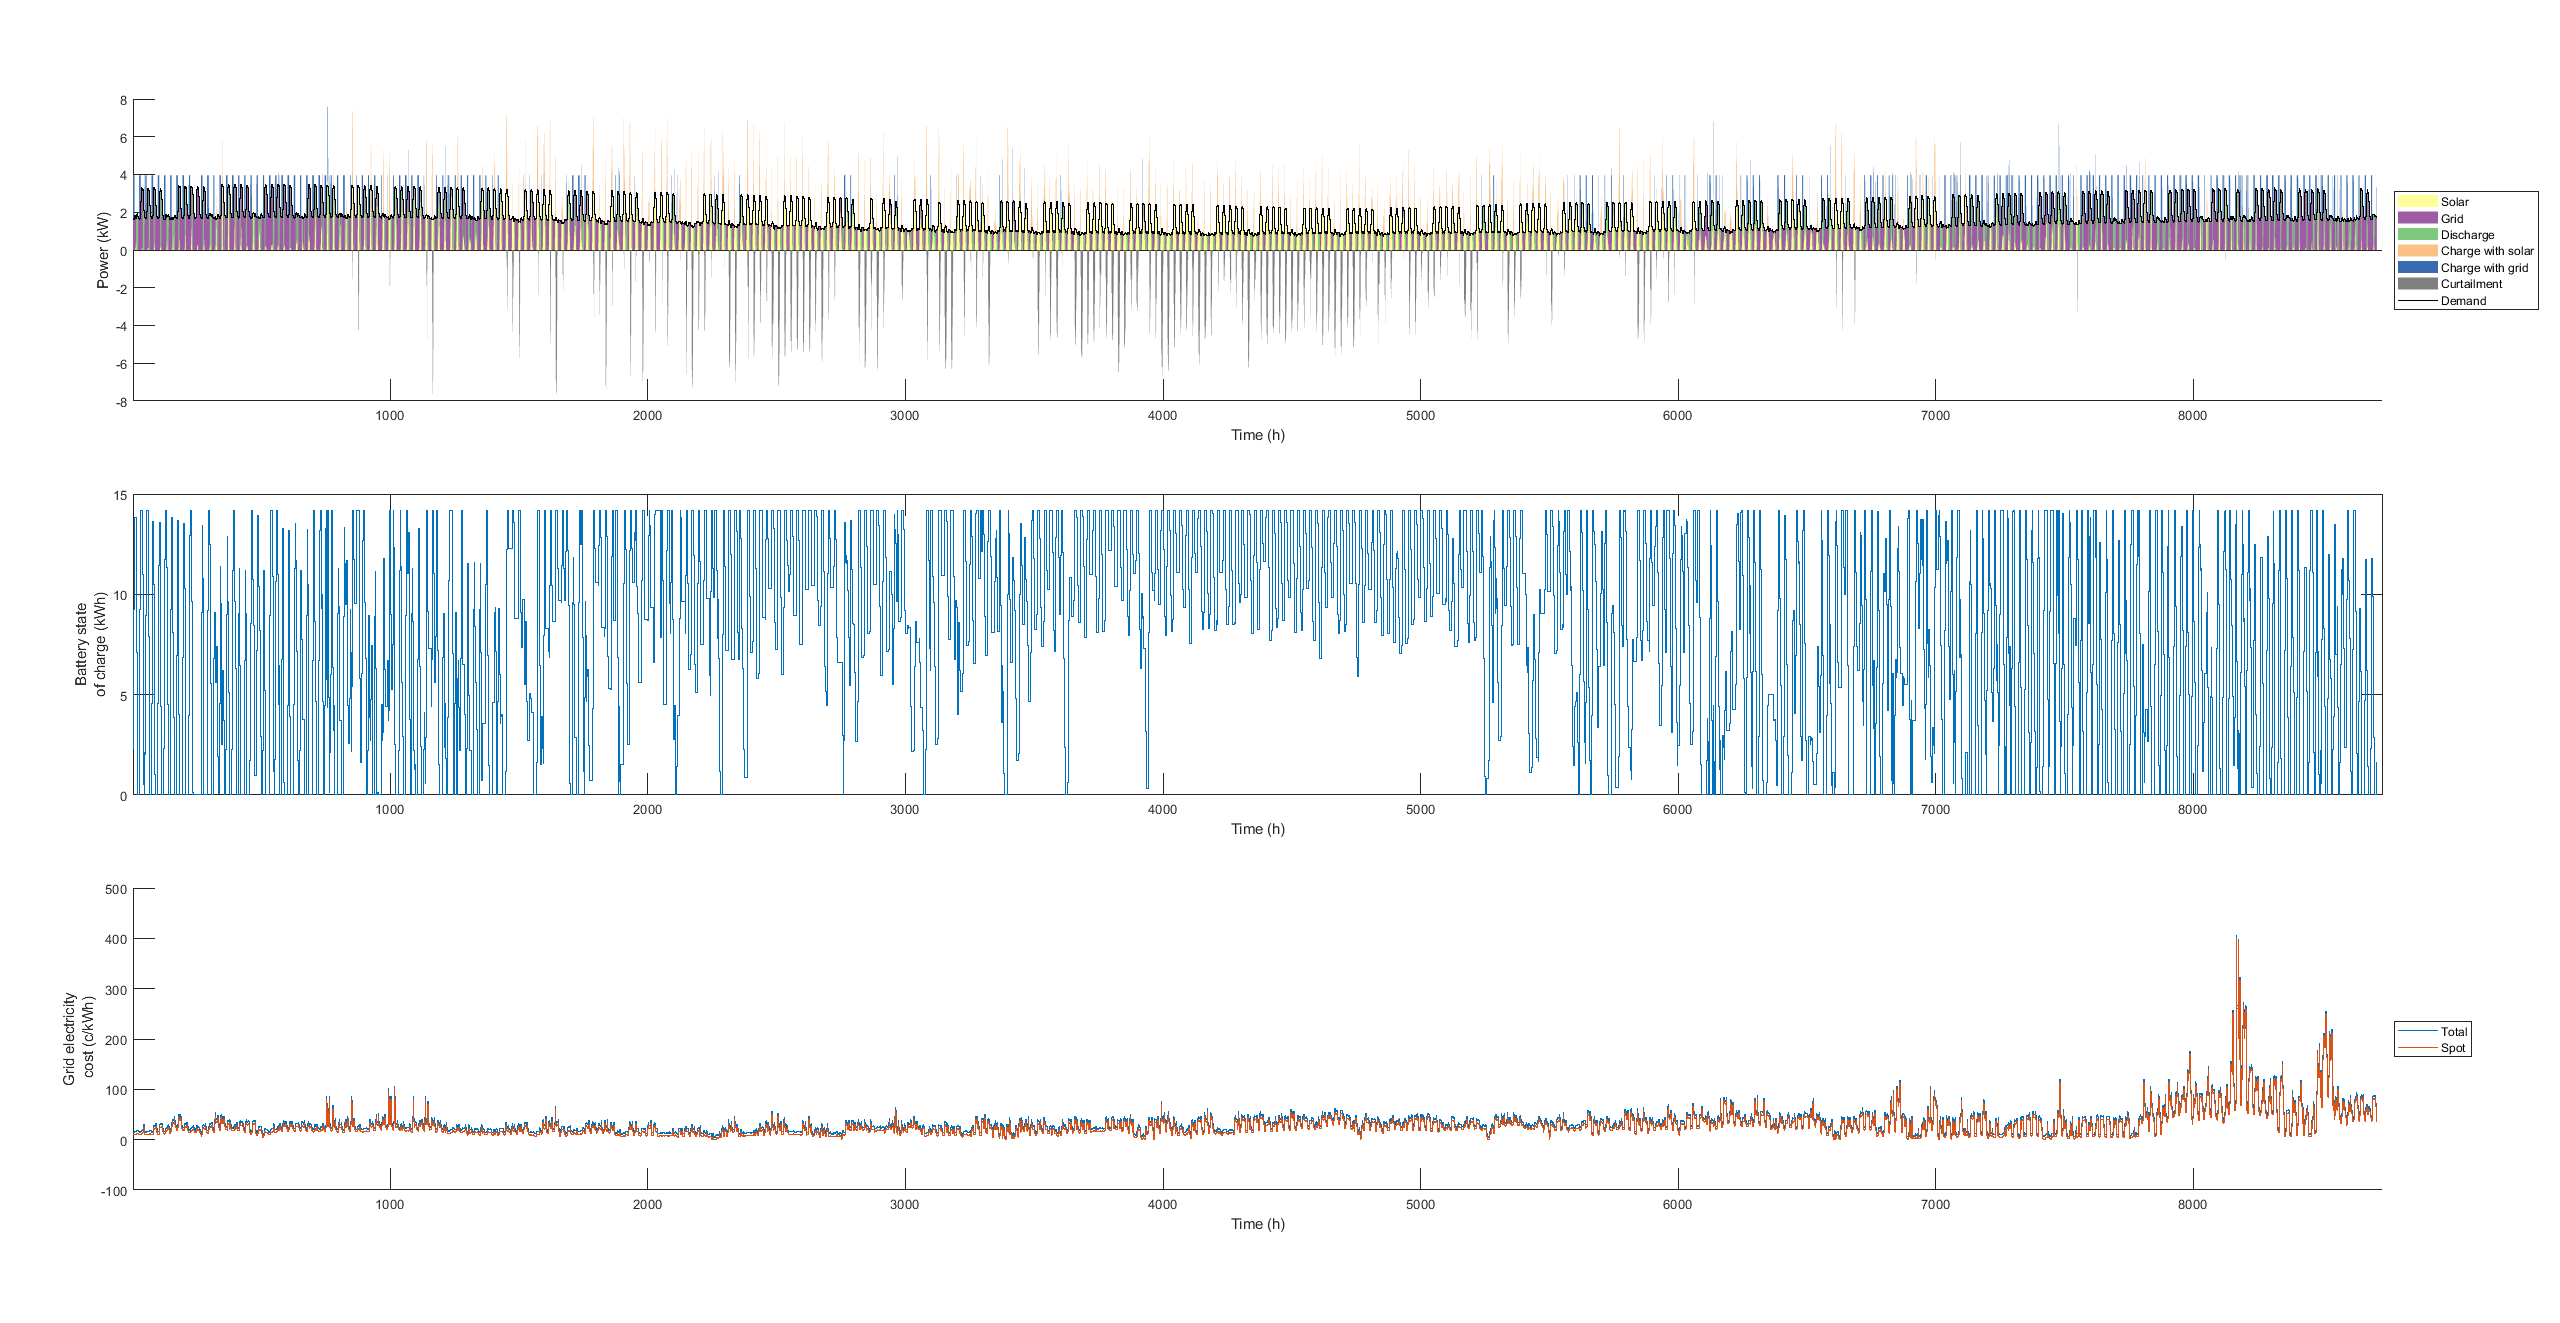 8
6
4
2
0
-2
-4
-6
-8
Power (kW)
1000 2000 3000 4000 5000 6000 7000 8000
Time (h)
Solar
Grid
Discharge
Charge with solar
Charge with grid
Curtailment
Demand
15
10
5
0
Battery state
of charge (kWh)
1000 2000 3000 4000 5000 6000 7000 8000
Time (h)
500
400
300
200
100
0
-100
Grid electricity
cost (c/kWh)
1000 2000 3000 4000 5000 6000 7000 8000
Time (h)
Total
Spot